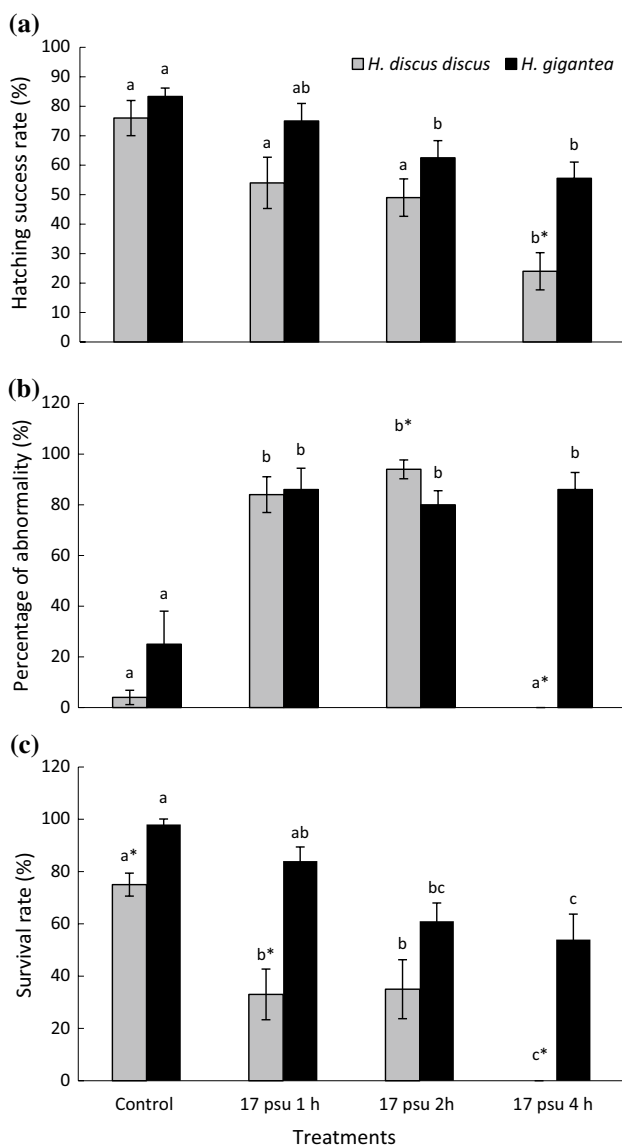 (a)
100
90
80
70
60
50
40
30
20
10
0
Hatching success rate (%)
H. discus discus H. gigantea
a a a ab a b b* b
(b)
120
100
80
60
40
20
0
Percentage of abnormality (%)
a a b b b* b a* b
(c)
120
100
80
60
40
20
0
Survival rate (%)
a* a b* ab b bc c* c
Control 17 psu 1 h 17 psu 2h 17 psu 4 h
Treatments